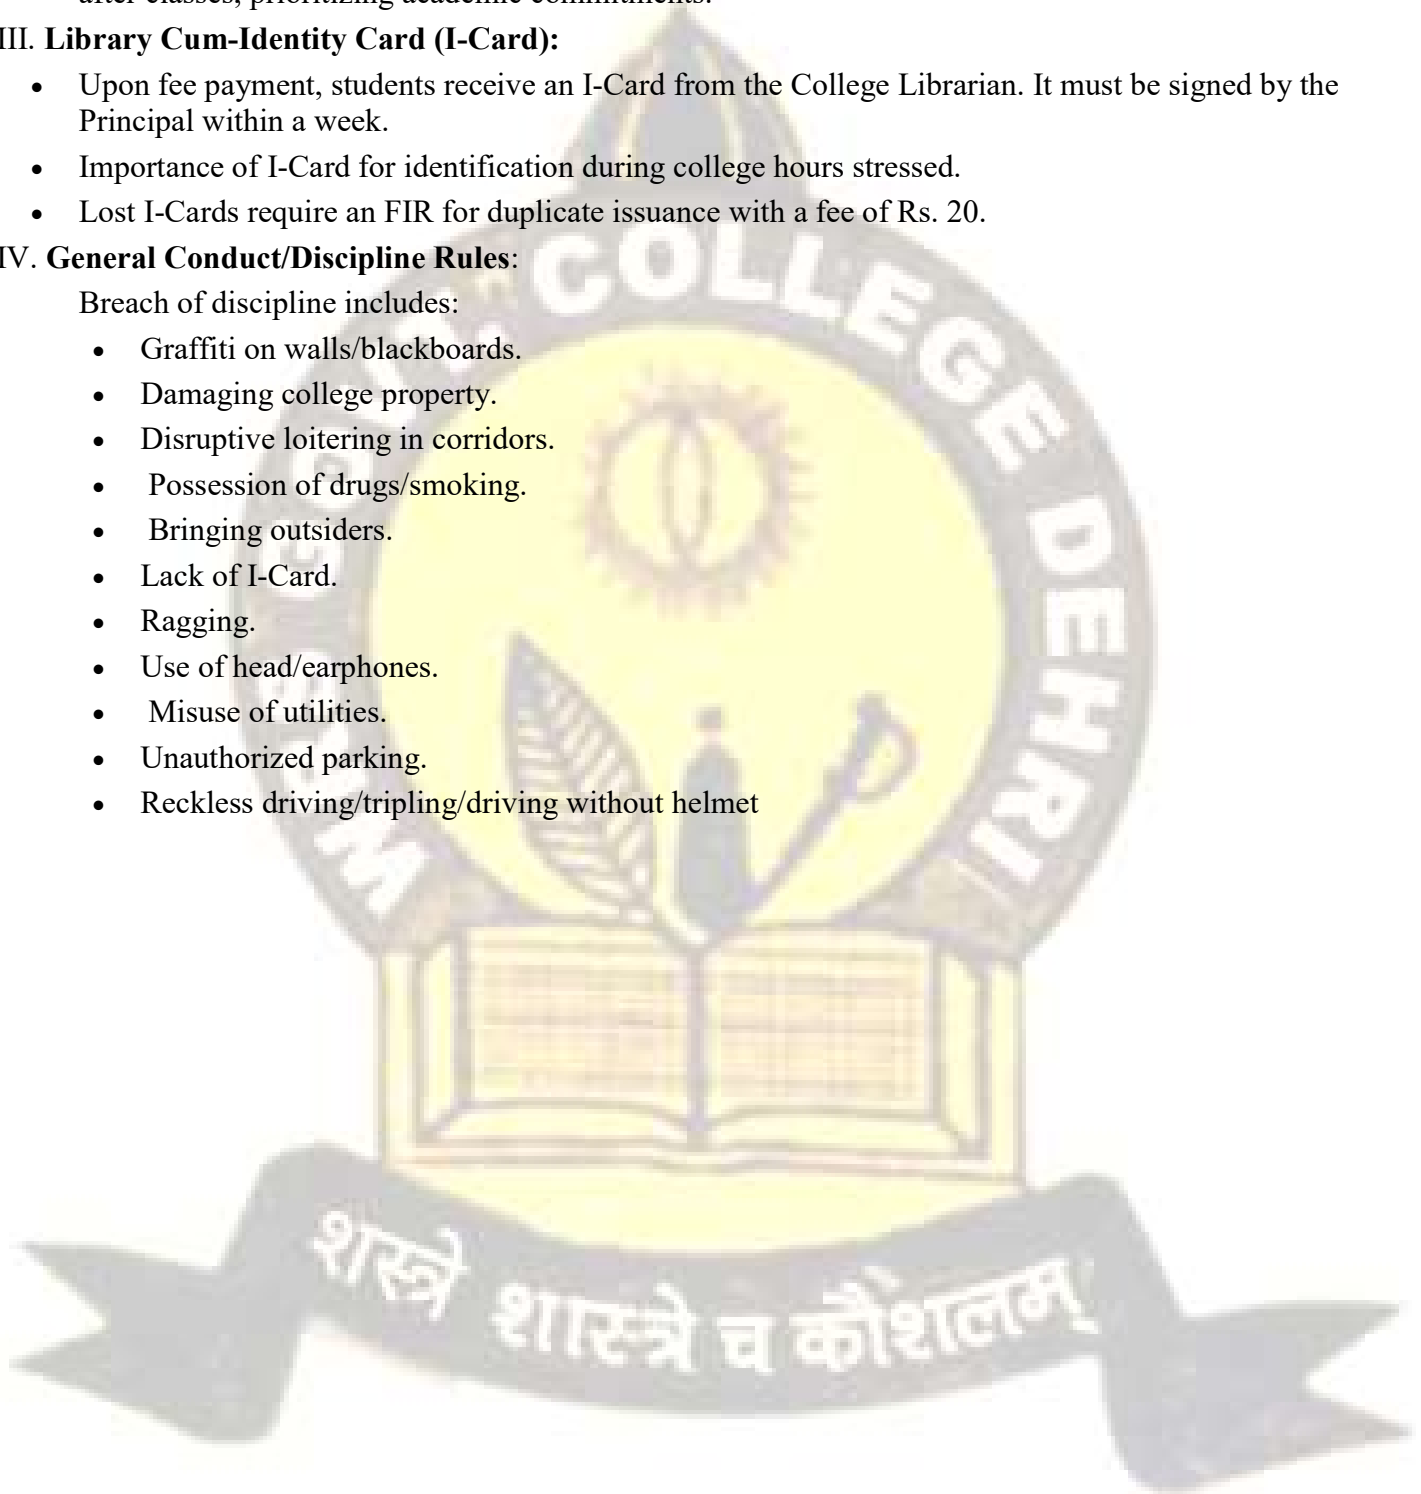 after classes, prioritizing academic commitments.
III. Library Cum-Identity Card (I-Card):
• Upon fee payment, students receive an I-Card from the College Librarian. It must be signed by the
Principal within a week.
• Importance of I-Card for identification during college hours stressed.
• Lost I-Cards require an FIR for duplicate issuance with a fee of Rs. 20.
IV. General Conduct/Discipline Rules:
Breach of discipline includes:
• Graffiti on walls/blackboards.
• Damaging college property.
• Disruptive loitering in corridors.
• Possession of drugs/smoking.
• Bringing outsiders.
• Lack of I-Card.
• Ragging.
• Use of head/earphones.
• Misuse of utilities.
• Unauthorized parking.
• Reckless driving/tripling/driving without helmet
GOVT. COLLEGE DEHRI
शस्त्रे शास्त्रे च कौशलम्